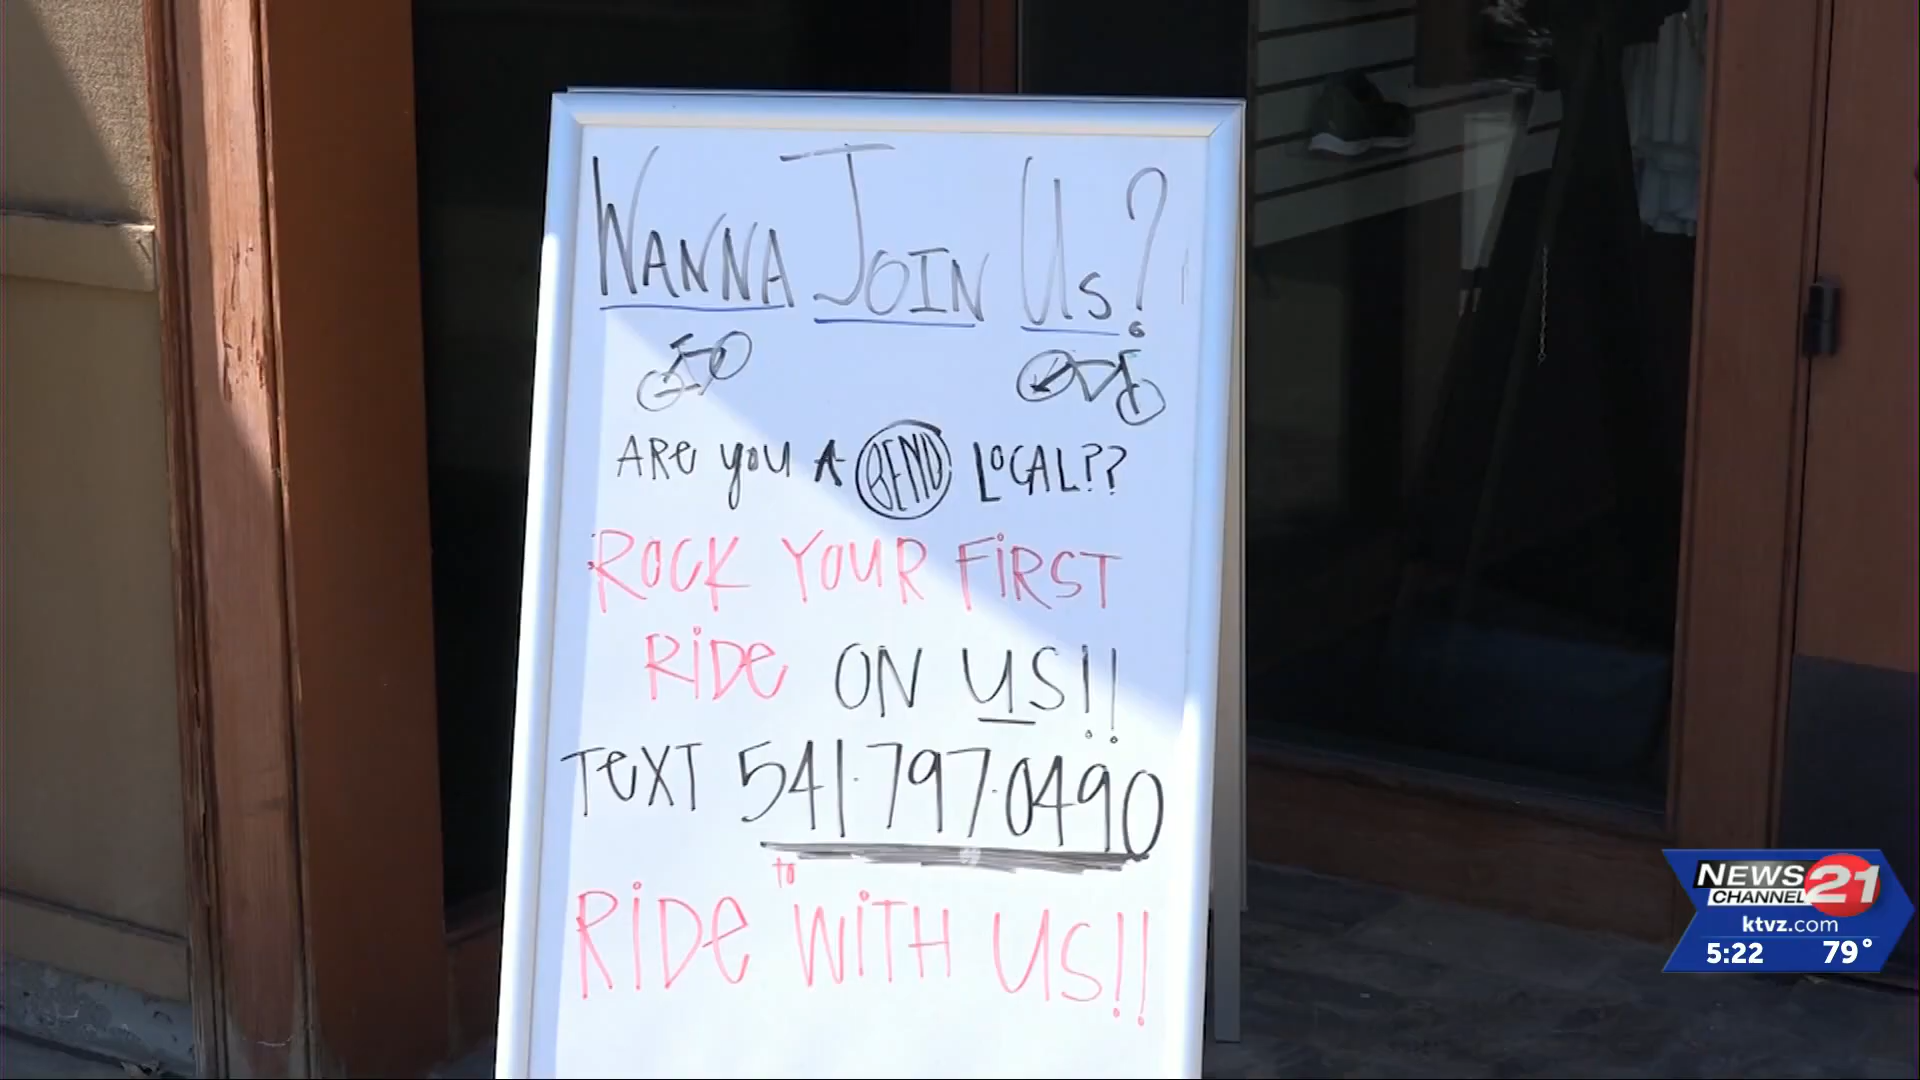 WANNA JOIN US?
ARe you A BEND LOCAL??
ROCK YOUR FiRST
RiDe ON US!!
TeXT 541·797·0490
to
RiDe WiTH US!!
NEWS
CHANNEL 21
ktvz.com
5:22 79°